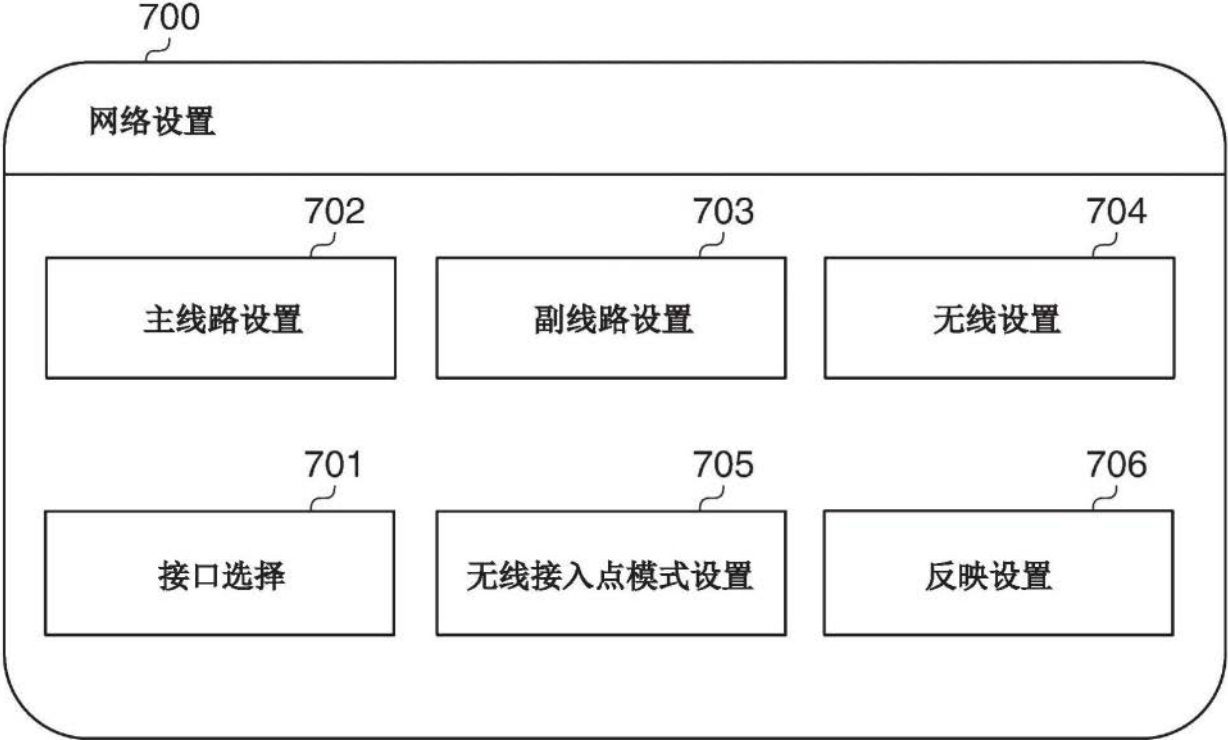 700
网络设置
702
703
704
主线路设置
副线路设置
无线设置
701
705
706
接口选择
无线接入点模式设置
反映设置